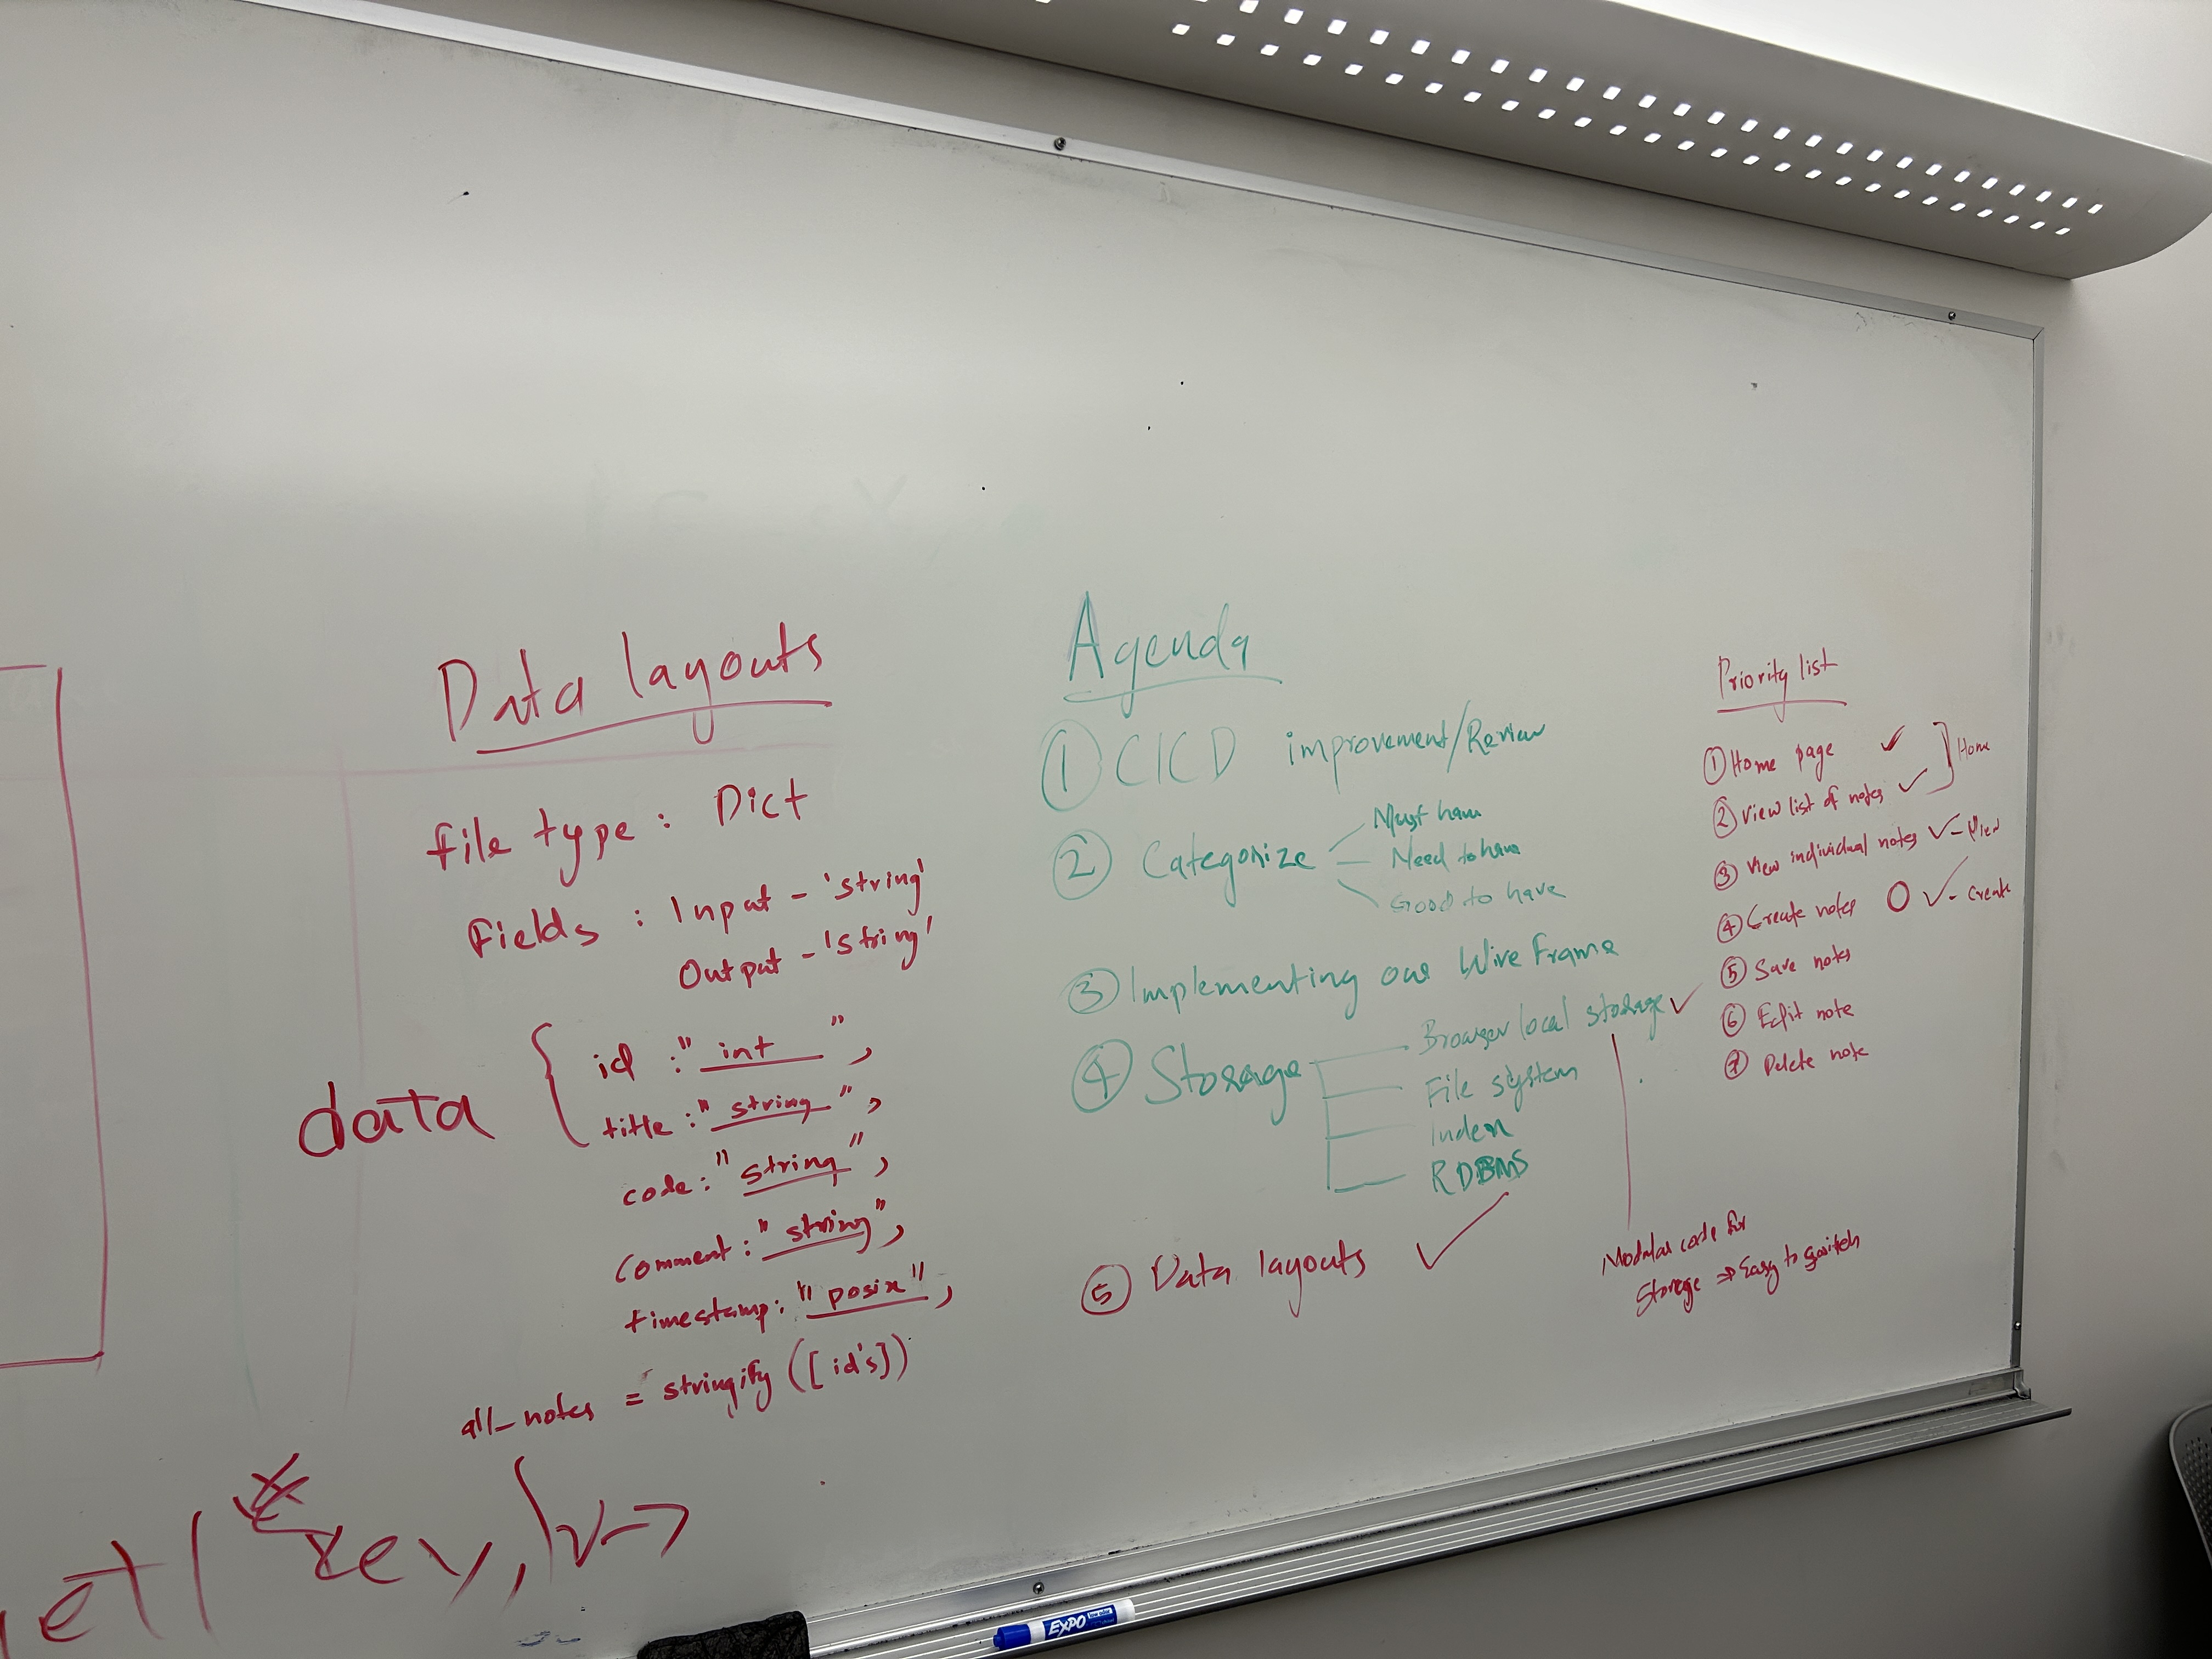 Data layouts
file type : Dict
Fields : Input - 'string'
Output - 'string'
data { id : "int",
title : "string",
code : "string",
Comment : "string",
timestamp : "posix",
all_notes = stringify ([id's])
Agenda
① CICD improvement/Review
② Categorize
Must have
Need to have
Good to have
③ Implementing our Wire Frame
④ Storage
Browser local storage ✓
File system
Index
RDBMS
⑤ Data layouts ✓
Modular code for
Storage ⇒ Easy to switch
Priority list
① Home page ✓
② View list of notes ✓ ] Home
③ View individual notes ✓ - View
④ Create notes O ✓ - Create
⑤ Save notes
⑥ Edit note
⑦ Delete note
EXPO